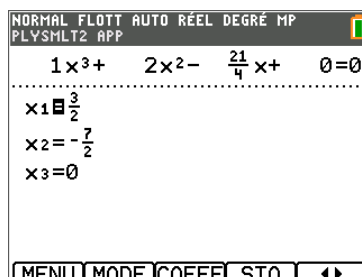 NORMAL FLOTT AUTO RÉEL DEGRÉ MP
PLYSMLT2 APP
1x³+ 2x²− 21/4 x+ 0=0
x1=3/2
x2=-7/2
x3=0
MENU MODE COEFF STO ◄►